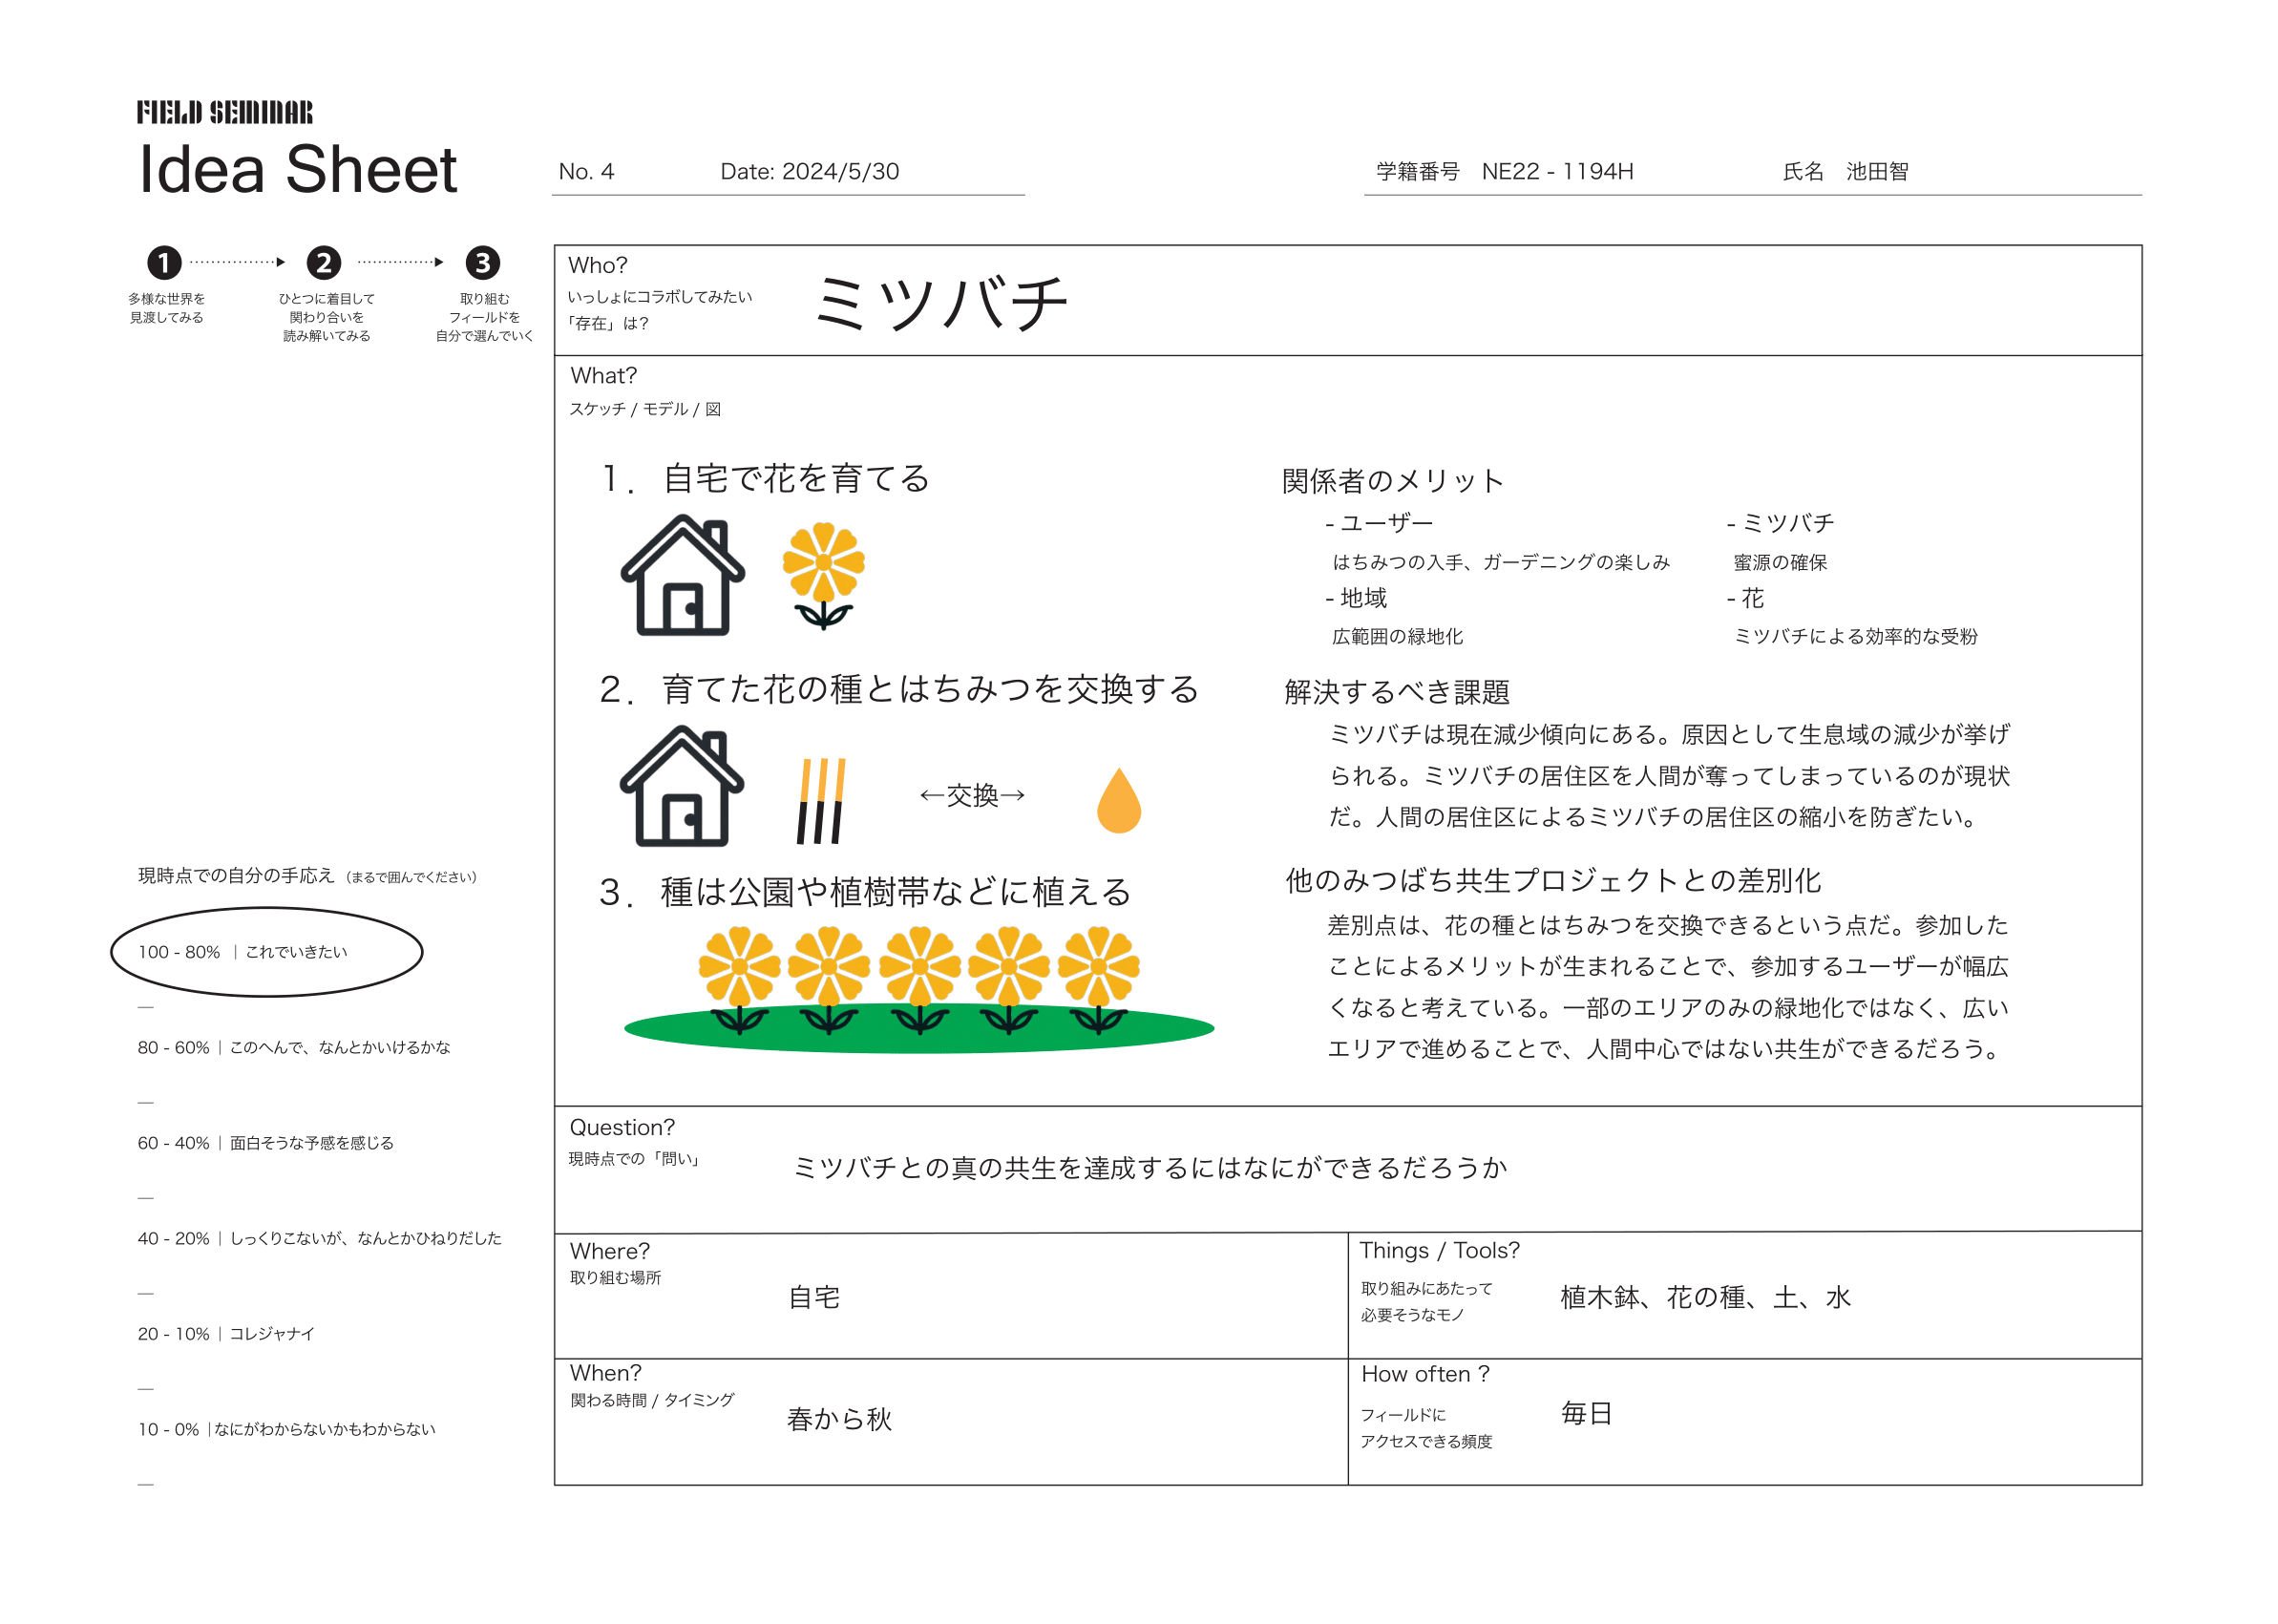 FIELD SEMINAR
Idea Sheet
No. 4 Date: 2024/5/30
学籍番号 NE22 - 1194H 氏名 池田智
1 2 3
多様な世界を
見渡してみる
ひとつに着目して
関わり合いを
読み解いてみる
取り組む
フィールドを
自分で選んでいく
Who?
いっしょにコラボしてみたい
「存在」は?
ミツバチ
What?
スケッチ / モデル / 図
1. 自宅で花を育てる
2. 育てた花の種とはちみつを交換する
←交換→
3. 種は公園や植樹帯などに植える
関係者のメリット
- ユーザー
はちみつの入手、ガーデニングの楽しみ
- 地域
広範囲の緑地化
- ミツバチ
蜜源の確保
- 花
ミツバチによる効率的な受粉
解決するべき課題
ミツバチは現在減少傾向にある。原因として生息域の減少が挙げ
られる。ミツバチの居住区を人間が奪ってしまっているのが現状
だ。人間の居住区によるミツバチの居住区の縮小を防ぎたい。
他のみつばち共生プロジェクトとの差別化
差別点は、花の種とはちみつを交換できるという点だ。参加した
ことによるメリットが生まれることで、参加するユーザーが幅広
くなると考えている。一部のエリアのみの緑地化ではなく、広い
エリアで進めることで、人間中心ではない共生ができるだろう。
現時点での自分の手応え (まるで囲んでください)
100 - 80% | これでいきたい
—
80 - 60% | このへんで、なんとかいけるかな
—
60 - 40% | 面白そうな予感を感じる
—
40 - 20% | しっくりこないが、なんとかひねりだした
—
20 - 10% | コレジャナイ
—
10 - 0% |なにがわからないかもわからない
—
Question?
現時点での「問い」
ミツバチとの真の共生を達成するにはなにができるだろうか
Where?
取り組む場所
自宅
Things / Tools?
取り組みにあたって
必要そうなモノ
植木鉢、花の種、土、水
When?
関わる時間 / タイミング
春から秋
How often ?
フィールドに
アクセスできる頻度
毎日